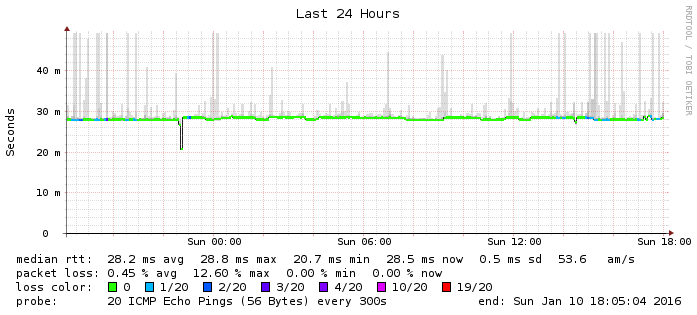 Last 24 Hours
RRDTOOL / TOBI OETIKER
Seconds
40 m
30 m
20 m
10 m
0
Sun 00:00 Sun 06:00 Sun 12:00 Sun 18:00
median rtt: 28.2 ms avg 28.8 ms max 20.7 ms min 28.5 ms now 0.5 ms sd 53.6 am/s
packet loss: 0.45 % avg 12.60 % max 0.00 % min 0.00 % now
loss color: 0 1/20 2/20 3/20 4/20 10/20 19/20
probe: 20 ICMP Echo Pings (56 Bytes) every 300s end: Sun Jan 10 18:05:04 2016